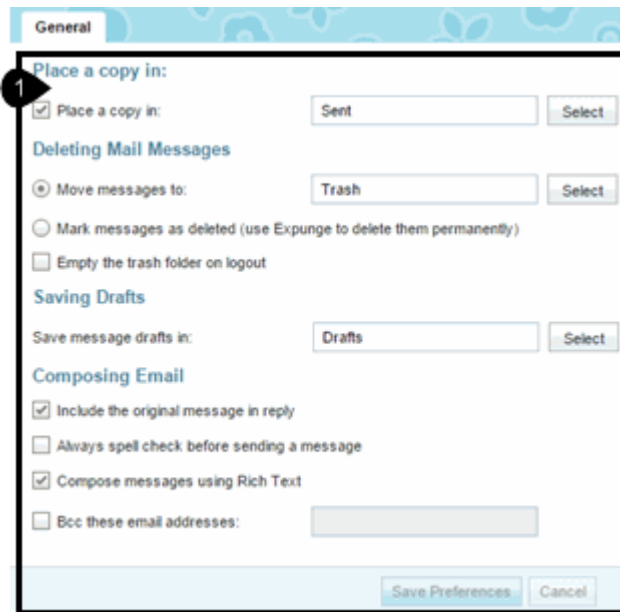 General
Place a copy in:
1
Place a copy in: Sent Select
Deleting Mail Messages
Move messages to: Trash Select
Mark messages as deleted (use Expunge to delete them permanently)
Empty the trash folder on logout
Saving Drafts
Save message drafts in: Drafts Select
Composing Email
Include the original message in reply
Always spell check before sending a message
Compose messages using Rich Text
Bcc these email addresses:
Save Preferences Cancel